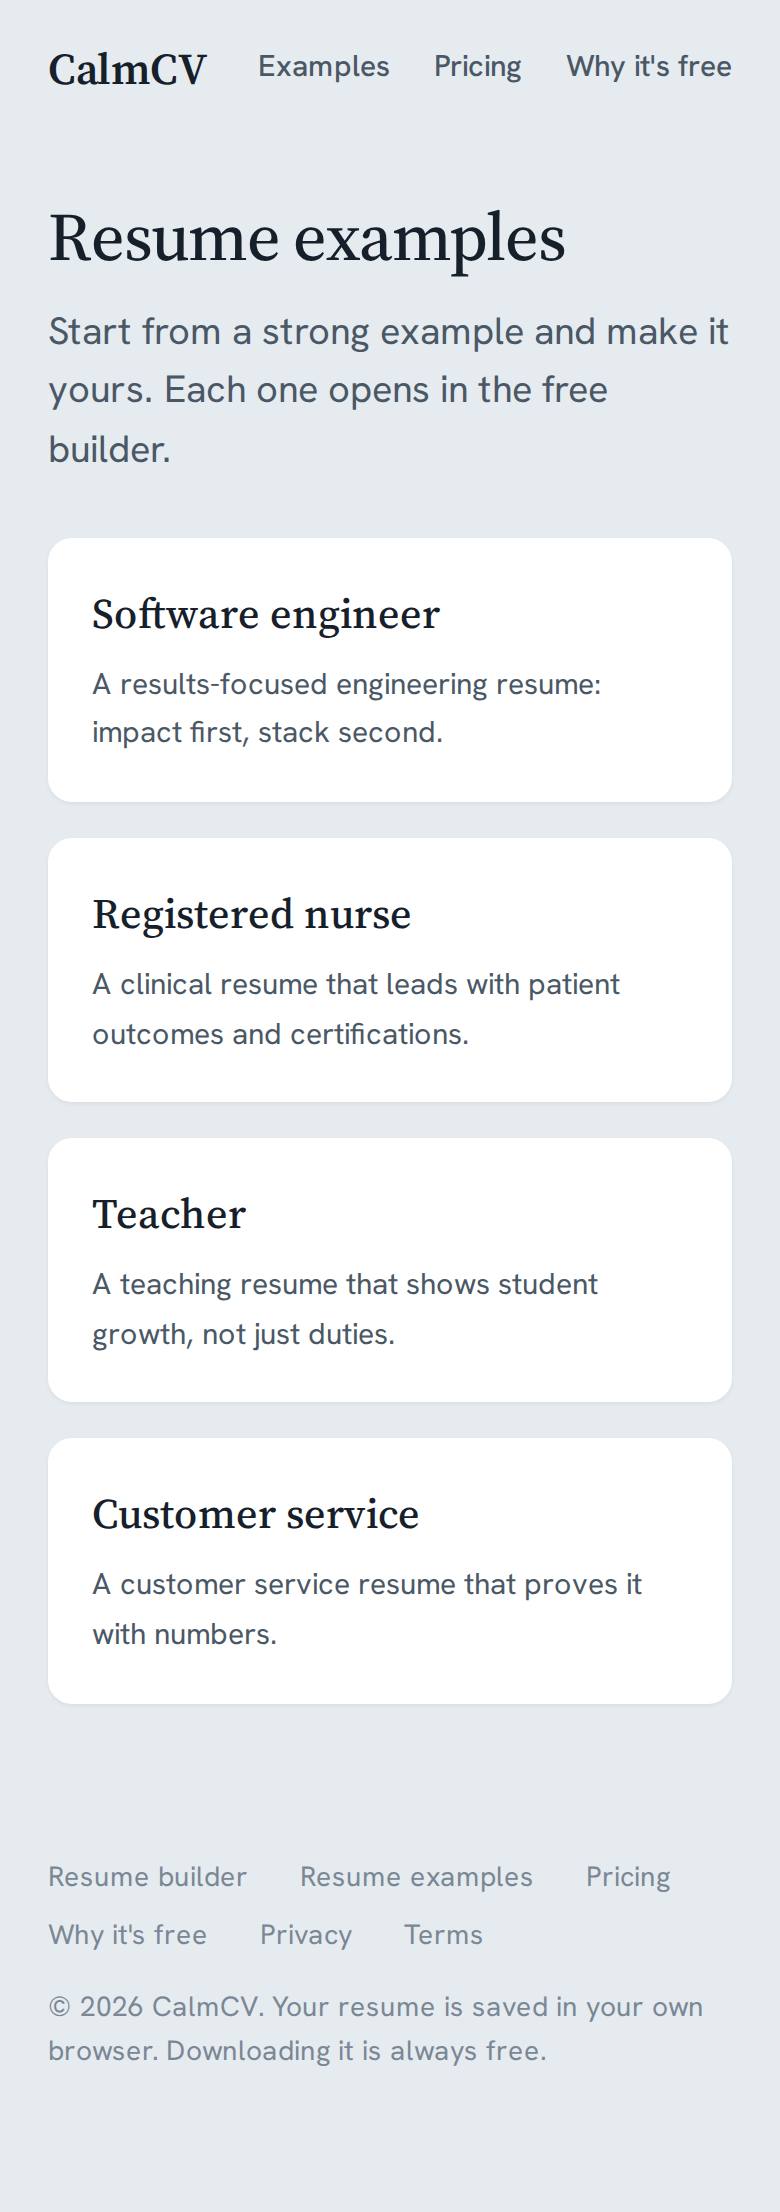 CalmCV Examples Pricing Why it's free
Resume examples
Start from a strong example and make it
yours. Each one opens in the free
builder.
Software engineer
A results-focused engineering resume:
impact first, stack second.
Registered nurse
A clinical resume that leads with patient
outcomes and certifications.
Teacher
A teaching resume that shows student
growth, not just duties.
Customer service
A customer service resume that proves it
with numbers.
Resume builder Resume examples Pricing
Why it's free Privacy Terms
© 2026 CalmCV. Your resume is saved in your own
browser. Downloading it is always free.